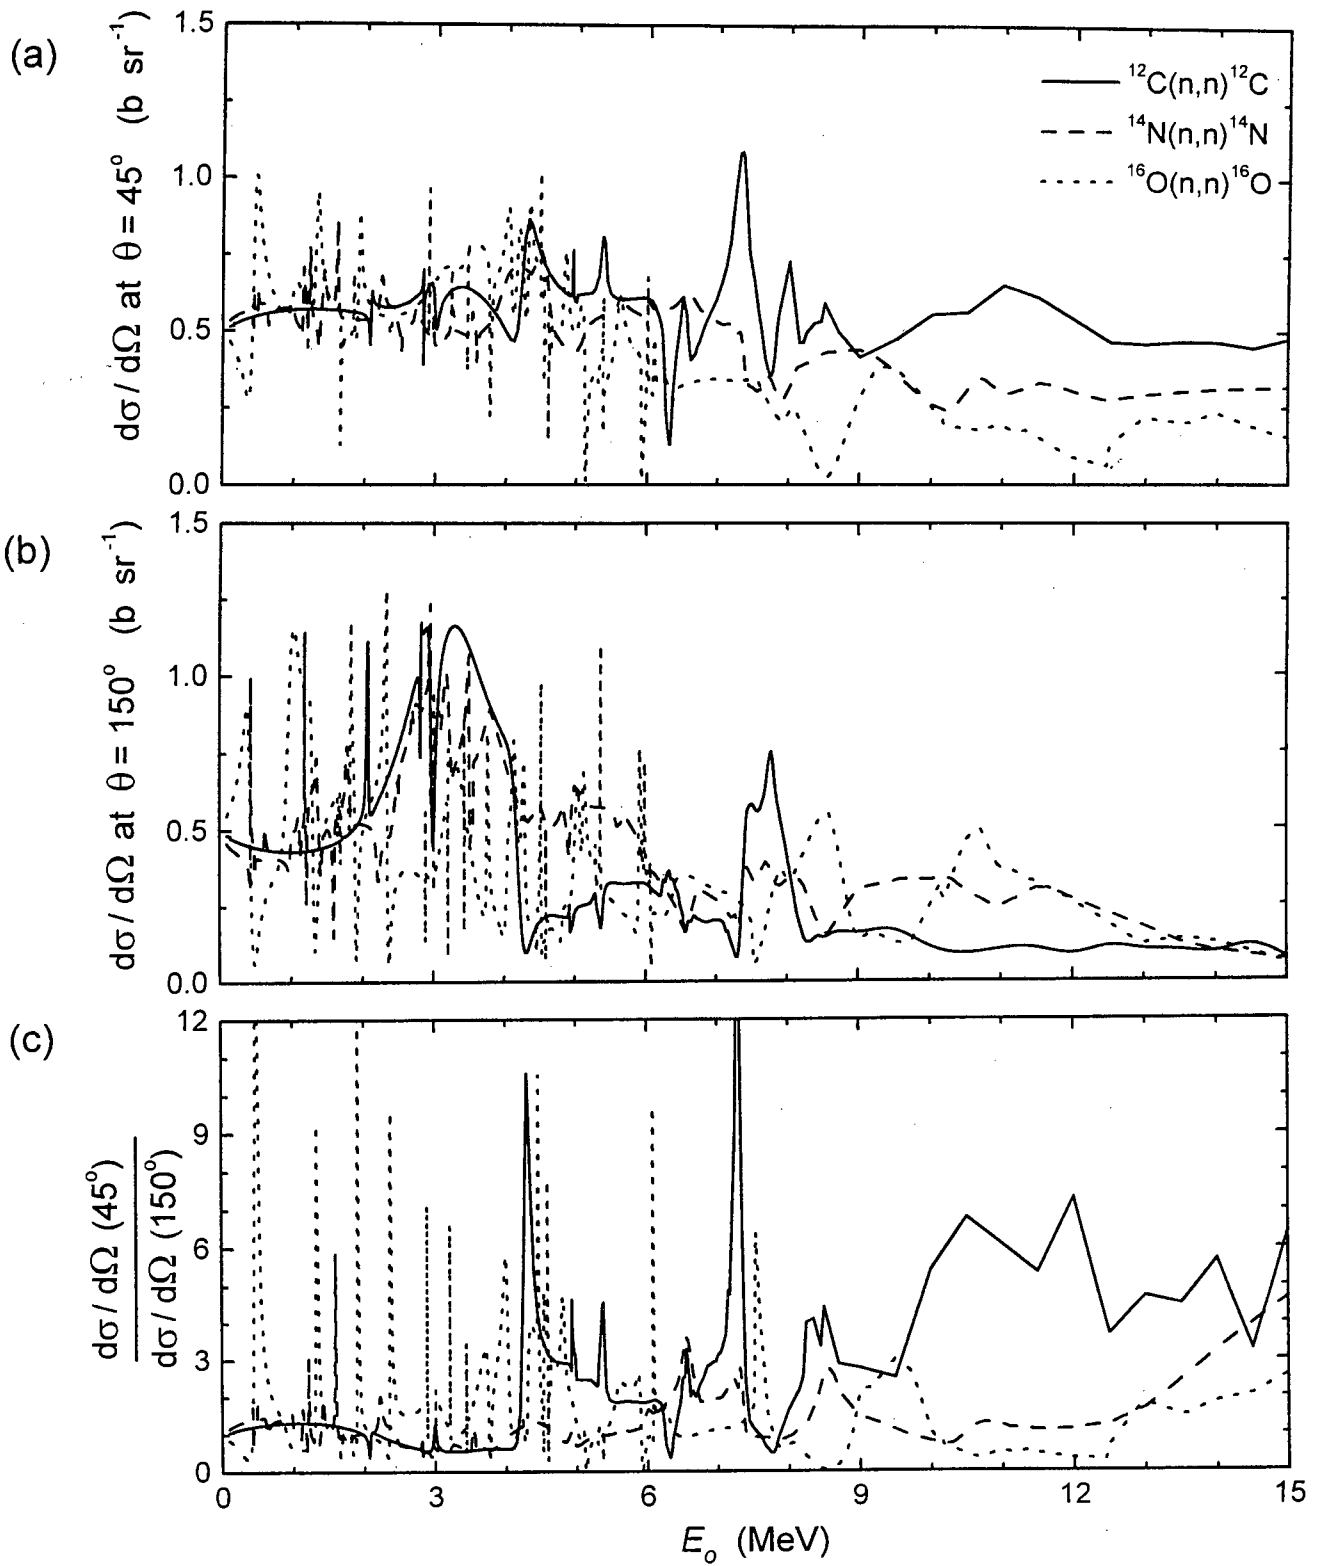 (a)
dσ / dΩ at θ = 45° (b sr⁻¹)
1.5
1.0
0.5
0.0
¹²C(n,n)¹²C
¹⁴N(n,n)¹⁴N
¹⁶O(n,n)¹⁶O
(b)
dσ / dΩ at θ = 150° (b sr⁻¹)
1.5
1.0
0.5
0.0
(c)
dσ / dΩ (45°)
dσ / dΩ (150°)
12
9
6
3
0
0 3 6 9 12 15
Eₒ (MeV)